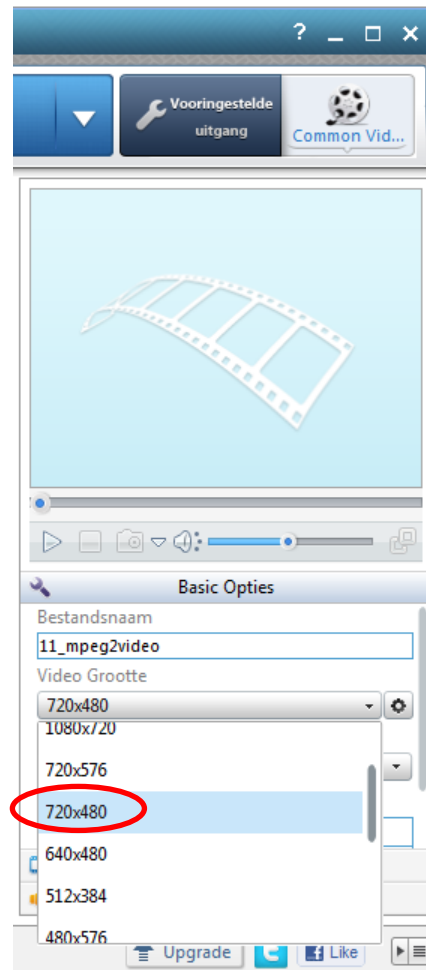 ?
Vooringestelde
uitgang
Common Vid...
Basic Opties
Bestandsnaam
11_mpeg2video
Video Grootte
720x480
1080x720
720x576
720x480
640x480
512x384
480x576
Upgrade
Like